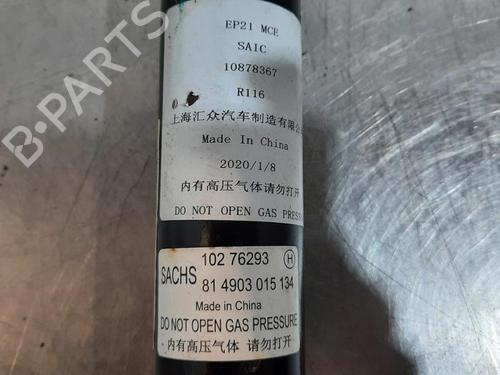 EP21 MCE
SAIC
10878367
R116
上海汇众汽车制造有限公
Made In China
2020/1/8
内有高压气体请勿打开
DO NOT OPEN GAS PRESSURE
SACHS
102 76293 H
81 4903 015 134
Made in China
DO NOT OPEN GAS PRESSURE
内有高压气体 请勿打开
B-PARTS